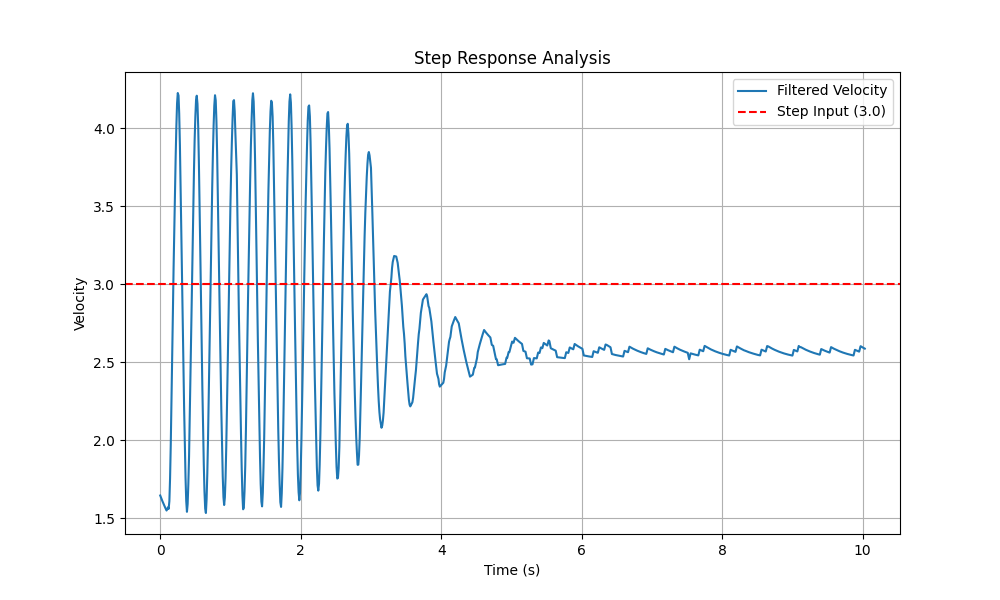 Step Response Analysis
Filtered Velocity
Step Input (3.0)
Velocity
4.0
3.5
3.0
2.5
2.0
1.5
0 2 4 6 8 10
Time (s)